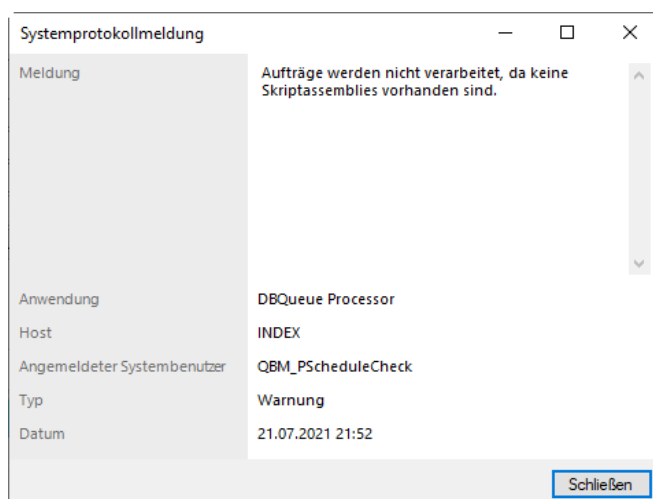 Systemprotokollmeldung
Meldung
Aufträge werden nicht verarbeitet, da keine
Skriptassemblies vorhanden sind.
Anwendung DBQueue Processor
Host INDEX
Angemeldeter Systembenutzer QBM_PScheduleCheck
Typ Warnung
Datum 21.07.2021 21:52
Schließen